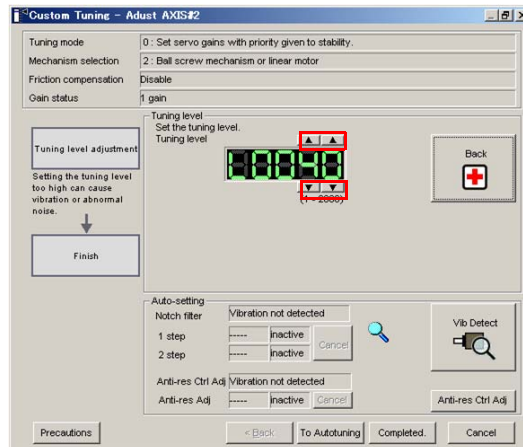 Custom Tuning - Adust AXIS#2
Tuning mode
0 : Set servo gains with priority given to stability.
Mechanism selection
2 : Ball screw mechanism or linear motor
Friction compensation
Disable
Gain status
1 gain
Tuning level adjustment
Setting the tuning level
too high can cause
vibration or abnormal
noise.
Finish
Tuning level
Set the tuning level.
Tuning level
L0040
(1 - 2000)
Back
Auto-setting
Notch filter
Vibration not detected
1 step
----- inactive
2 step
----- inactive
Cancel
Anti-res Ctrl Adj
Vibration not detected
Anti-res Adj
----- inactive
Cancel
Vib Detect
Anti-res Ctrl Adj
Precautions
< Back
To Autotuning
Completed.
Cancel